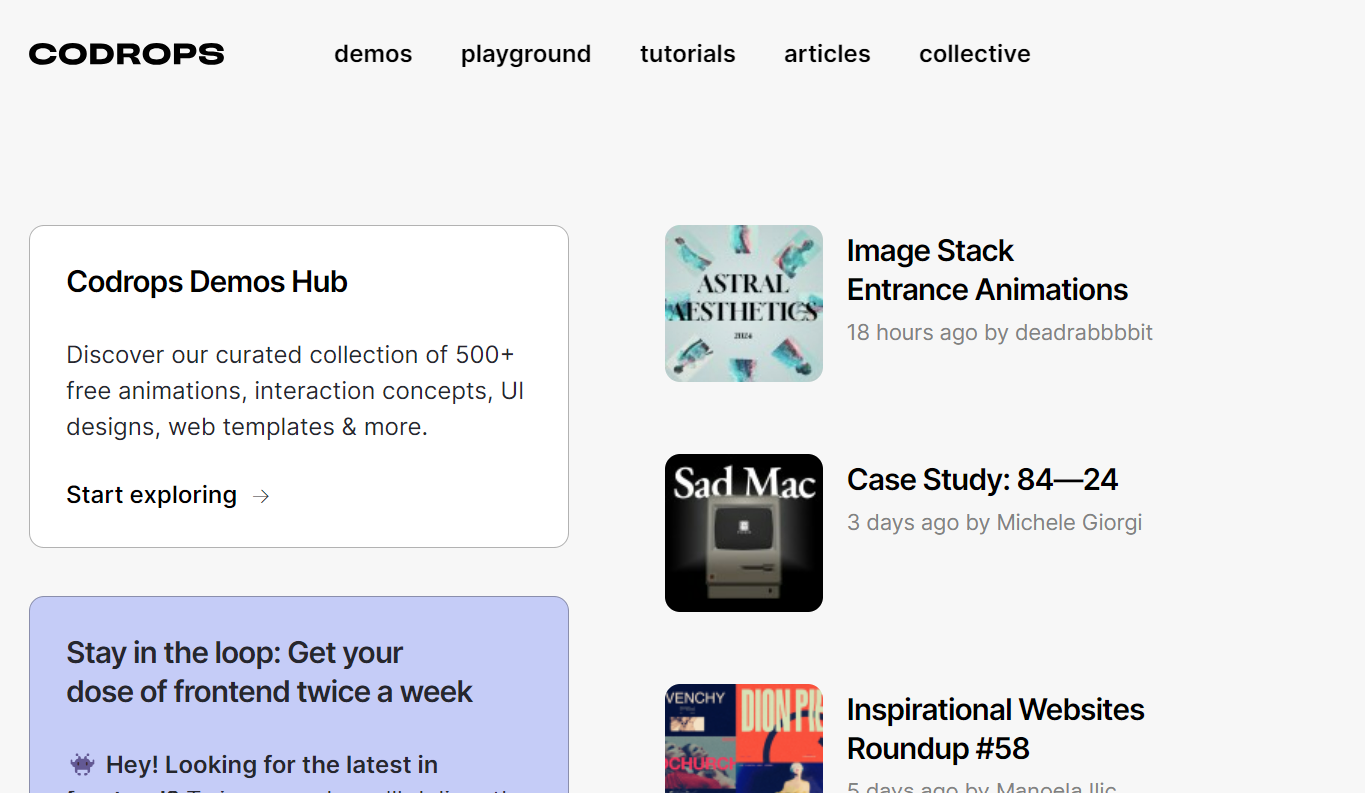 CODROPS
demos playground tutorials articles collective
Codrops Demos Hub
Discover our curated collection of 500+
free animations, interaction concepts, UI
designs, web templates & more.
Start exploring →
Stay in the loop: Get your
dose of frontend twice a week
👾 Hey! Looking for the latest in
ASTRAL
AESTHETICS
2024
Image Stack
Entrance Animations
18 hours ago by deadrabbbbit
Sad Mac
Case Study: 84—24
3 days ago by Michele Giorgi
VENCHY
DION PIE
CHURCH
Inspirational Websites
Roundup #58
5 days ago by Manoela Ilic